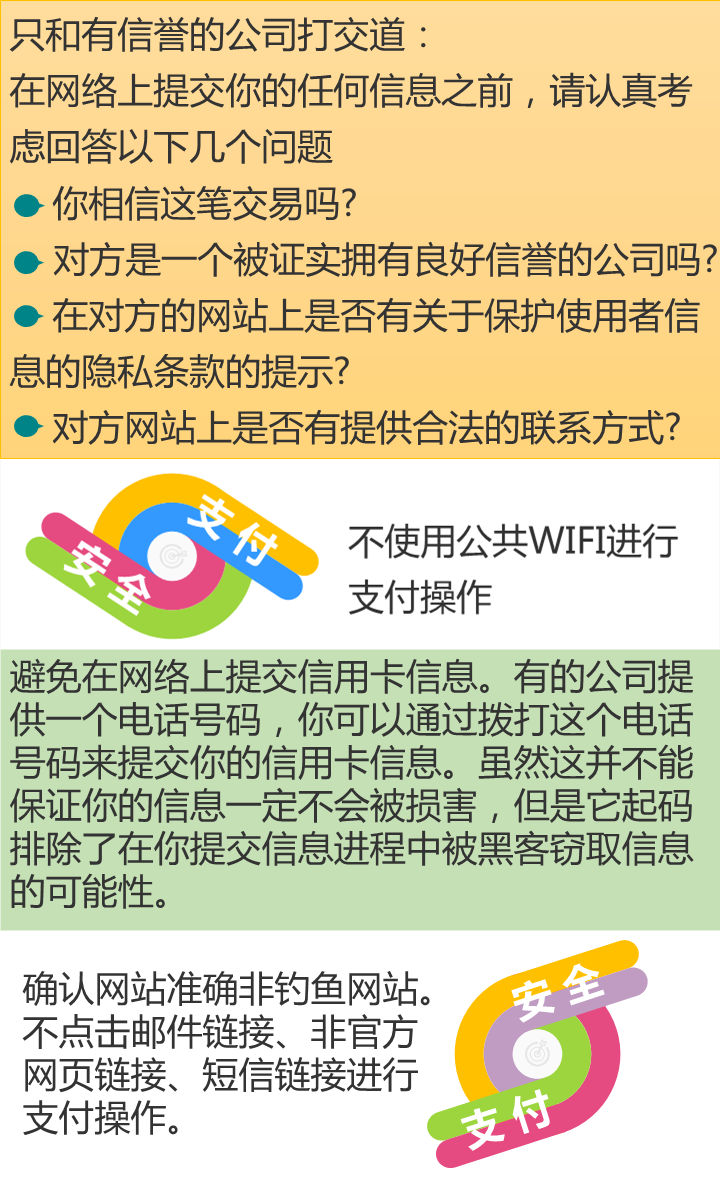 只和有信誉的公司打交道：
在网络上提交你的任何信息之前，请认真考
虑回答以下几个问题
你相信这笔交易吗?
对方是一个被证实拥有良好信誉的公司吗?
在对方的网站上是否有关于保护使用者信
息的隐私条款的提示?
对方网站上是否有提供合法的联系方式?
支付
安全
不使用公共WIFI进行
支付操作
避免在网络上提交信用卡信息。有的公司提
供一个电话号码，你可以通过拨打这个电话
号码来提交你的信用卡信息。虽然这并不能
保证你的信息一定不会被损害，但是它起码
排除了在你提交信息进程中被黑客窃取信息
的可能性。
确认网站准确非钓鱼网站。
不点击邮件链接、非官方
网页链接、短信链接进行
支付操作。
安全
支付